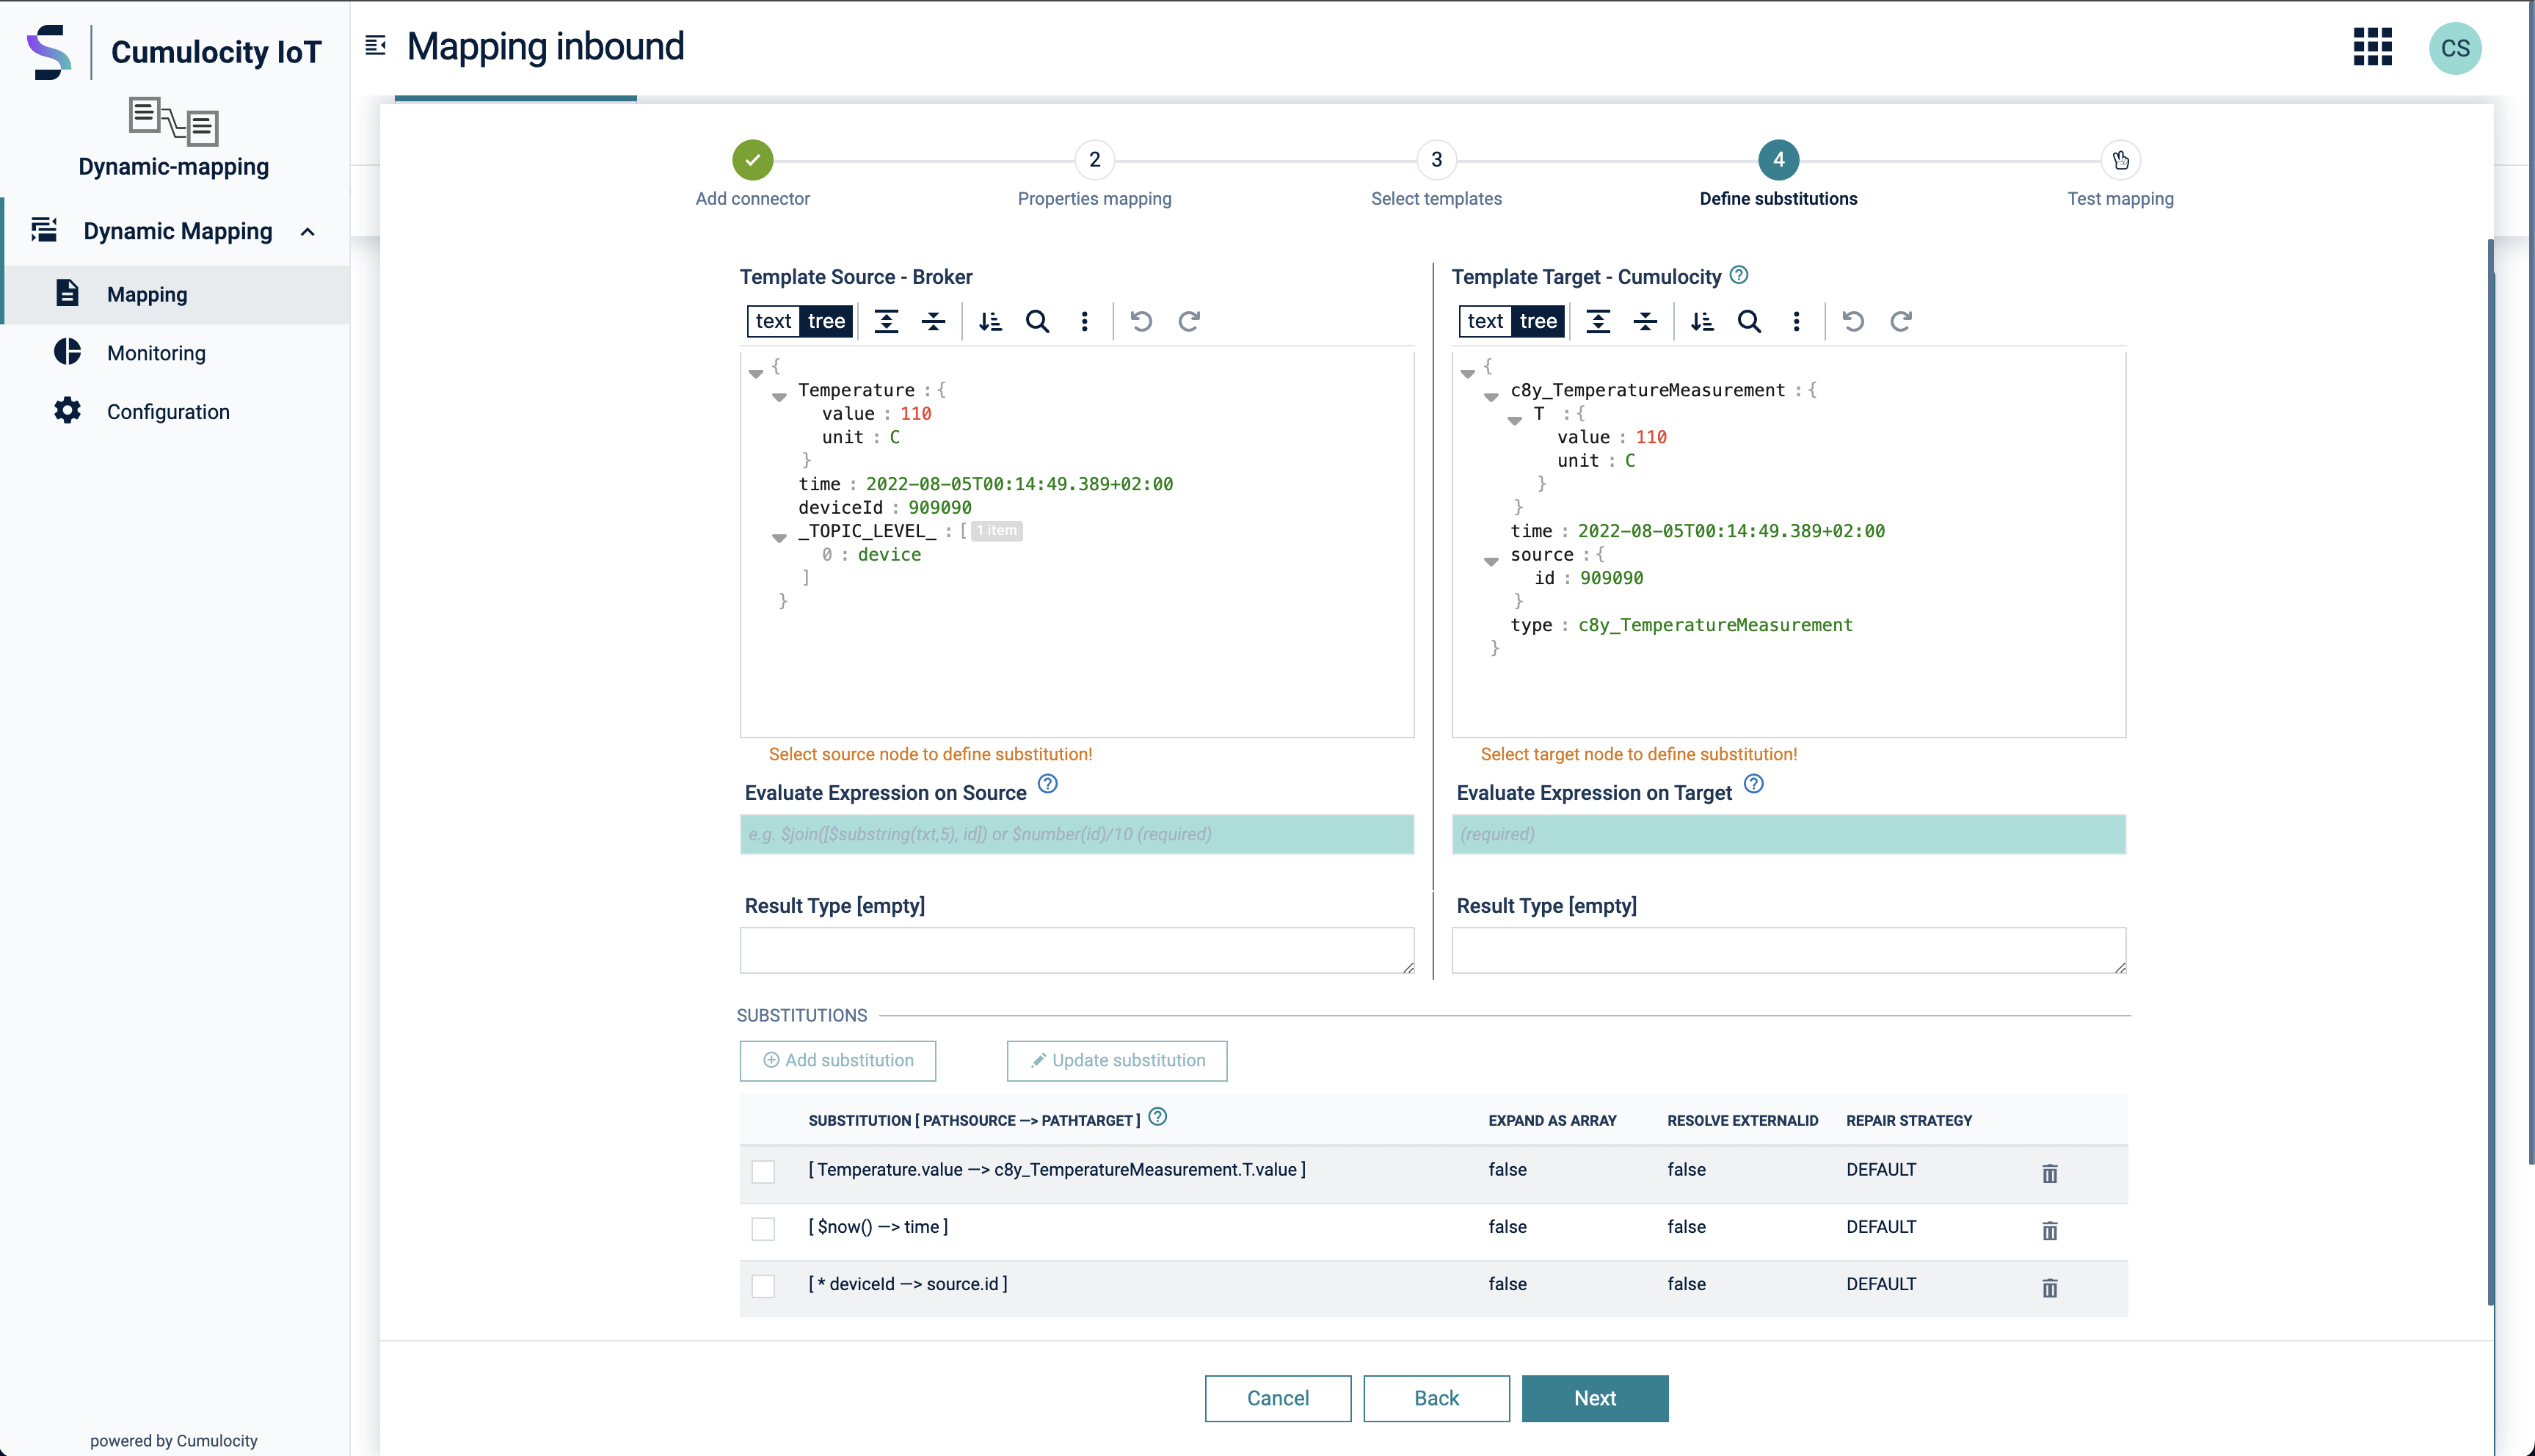 Cumulocity IoT
Dynamic-mapping
Dynamic Mapping
Mapping
Monitoring
Configuration
powered by Cumulocity
Mapping inbound
CS
Add connector
2
Properties mapping
3
Select templates
4
Define substitutions
Test mapping
Template Source - Broker
text tree
{
Temperature : {
value : 110
unit : C
}
time : 2022-08-05T00:14:49.389+02:00
deviceId : 909090
_TOPIC_LEVEL_ : [ 1 item
0 : device
]
}
Select source node to define substitution!
Evaluate Expression on Source
e.g. $join([$substring(txt,5), id]) or $number(id)/10 (required)
Result Type [empty]
Template Target - Cumulocity
text tree
{
c8y_TemperatureMeasurement : {
T : {
value : 110
unit : C
}
}
time : 2022-08-05T00:14:49.389+02:00
source : {
id : 909090
}
type : c8y_TemperatureMeasurement
}
Select target node to define substitution!
Evaluate Expression on Target
(required)
Result Type [empty]
SUBSTITUTIONS
Add substitution Update substitution
SUBSTITUTION [ PATHSOURCE —> PATHTARGET ] EXPAND AS ARRAY RESOLVE EXTERNALID REPAIR STRATEGY
[ Temperature.value —> c8y_TemperatureMeasurement.T.value ] false false DEFAULT
[ $now() —> time ] false false DEFAULT
[ * deviceId —> source.id ] false false DEFAULT
Cancel Back Next